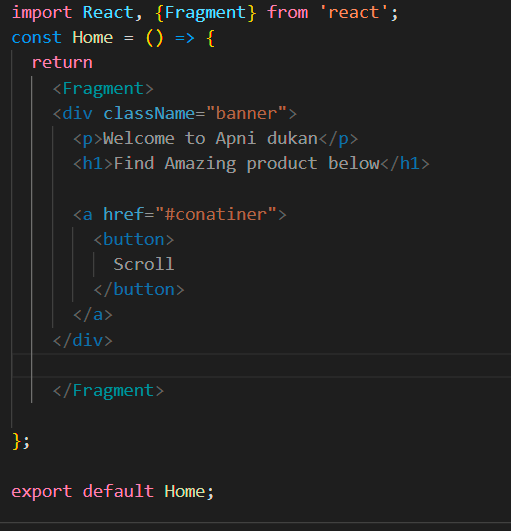 import React, {Fragment} from 'react';
const Home = () => {
return
<Fragment>
<div className="banner">
<p>Welcome to Apni dukan</p>
<h1>Find Amazing product below</h1>
<a href="#conatiner">
<button>
Scroll
</button>
</a>
</div>
</Fragment>
};
export default Home;